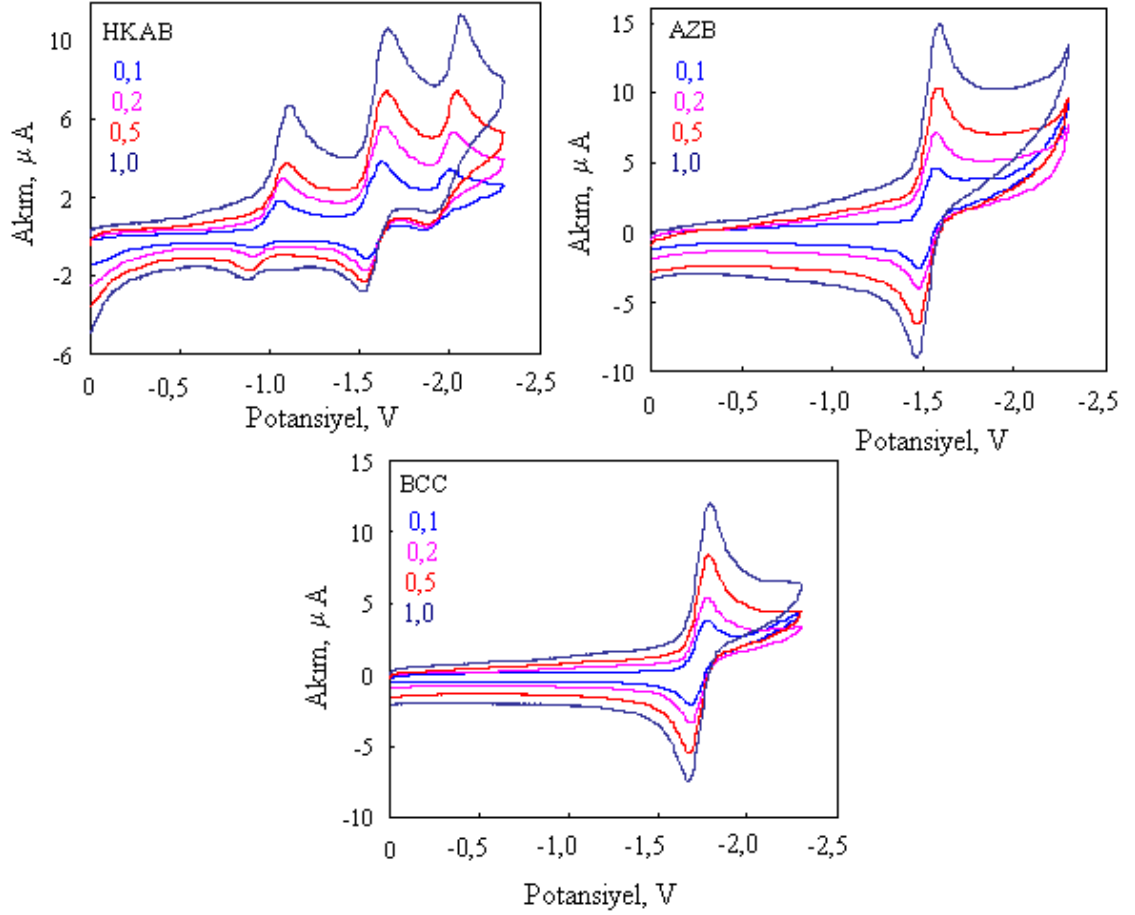 HKAB
0,1
0,2
0,5
1,0
10
6
2
-2
-6
Akım, μ A
0 -0,5 -1.0 -1.5 -2.0 -2,5
Potansiyel, V
AZB
0,1
0,2
0,5
1,0
15
10
5
0
-5
-10
Akım, μ A
0 -0,5 -1,0 -1,5 -2,0 -2,5
Potansiyel, V
BCC
0,1
0,2
0,5
1,0
15
10
5
0
-5
-10
Akım, μ A
0 -0,5 -1,0 -1,5 -2,0 -2,5
Potansiyel, V